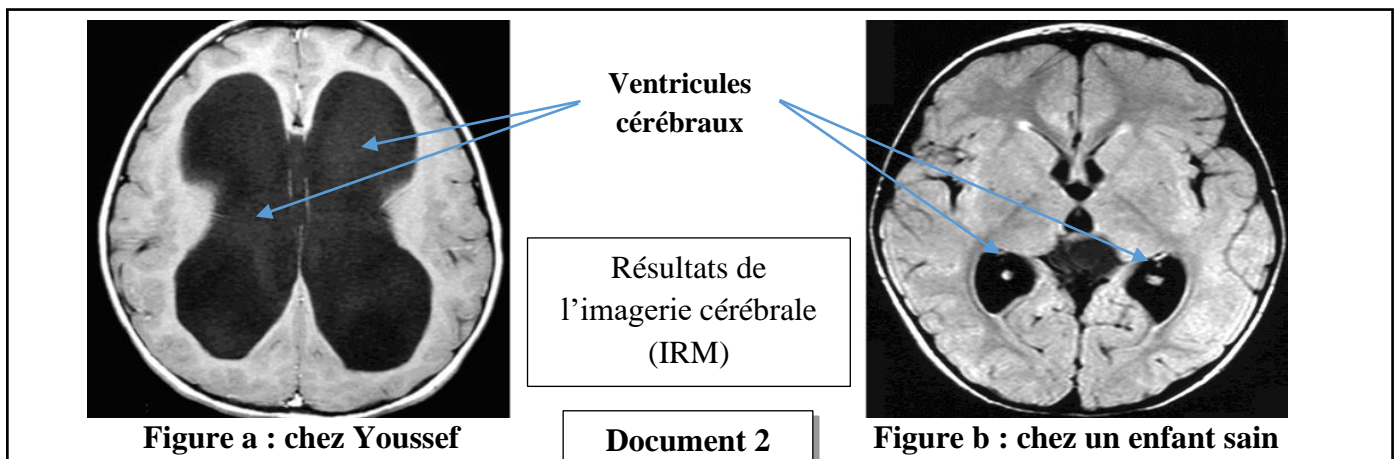 Ventricules
cérébraux
Résultats de
l’imagerie cérébrale
(IRM)
Figure a : chez Youssef
Document 2
Figure b : chez un enfant sain